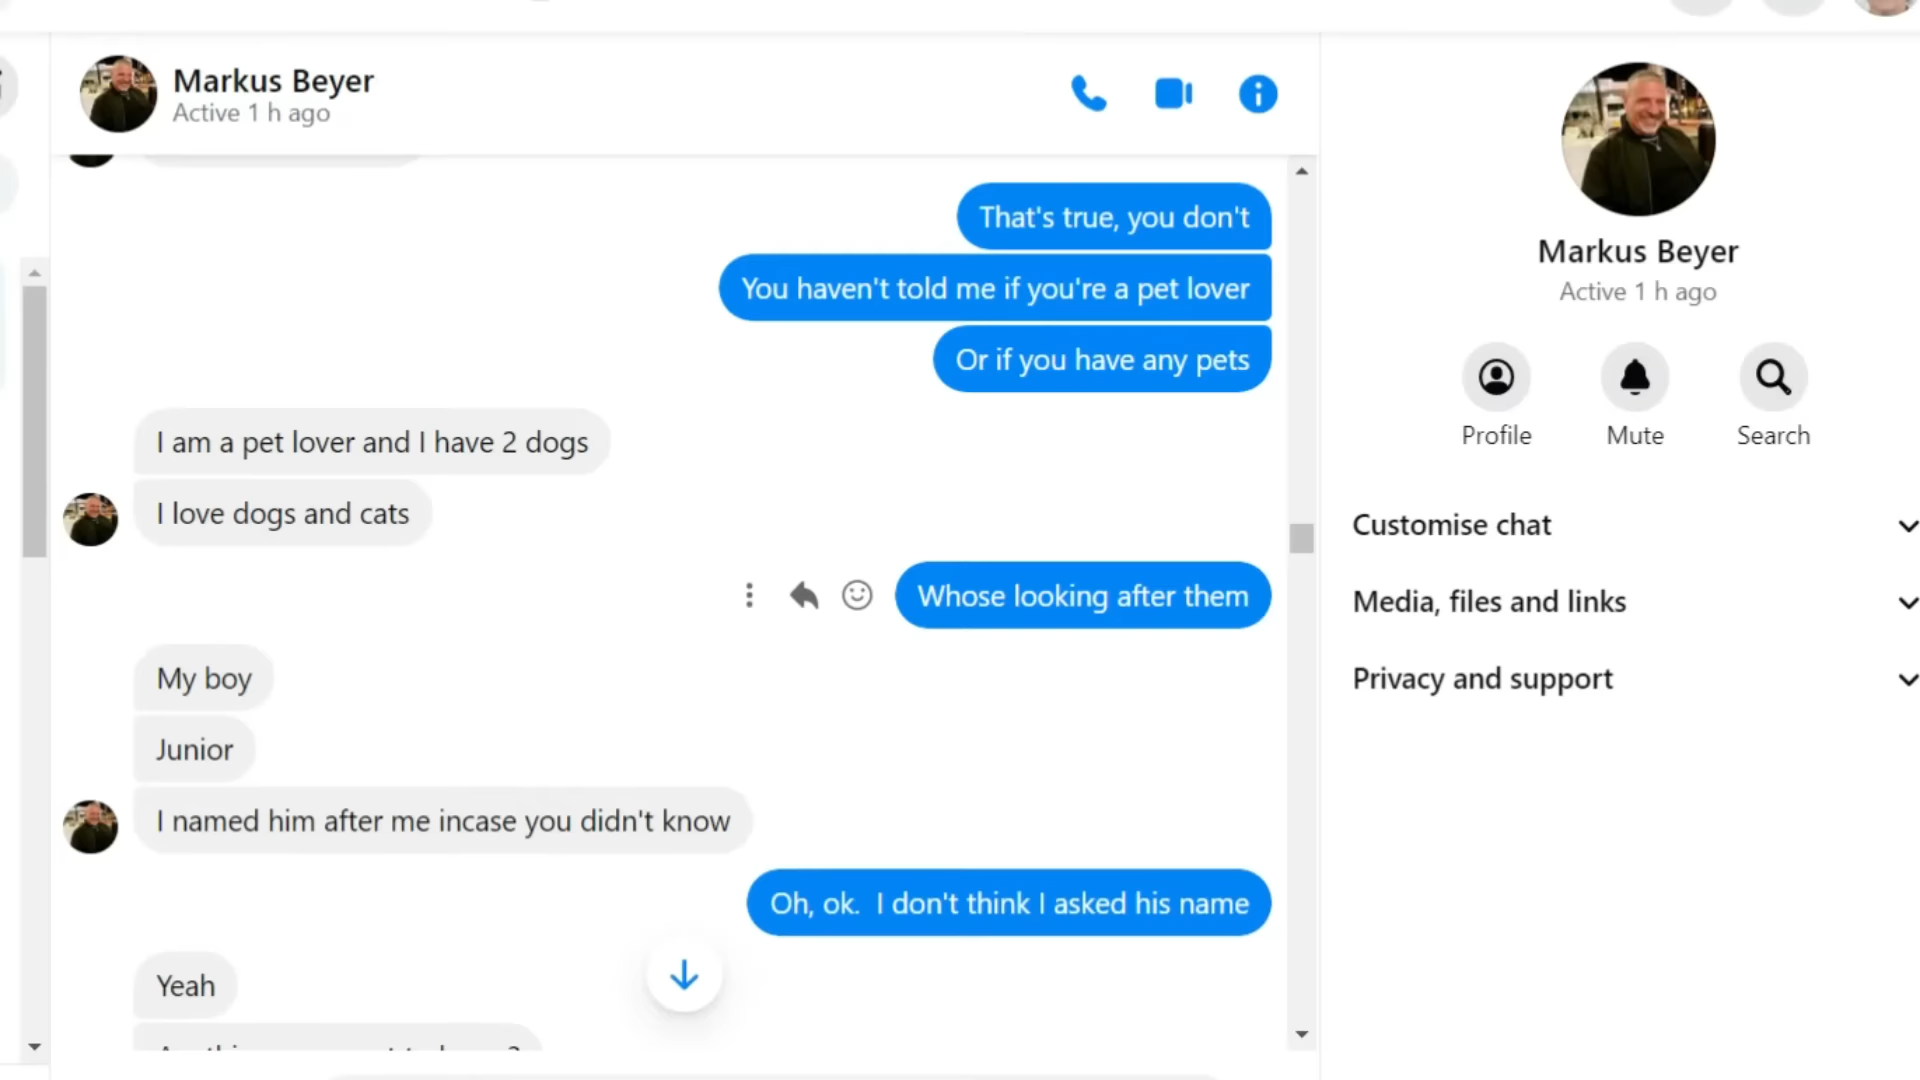 Markus Beyer
Active 1 h ago
That's true, you don't
You haven't told me if you're a pet lover
Or if you have any pets
I am a pet lover and I have 2 dogs
I love dogs and cats
Whose looking after them
My boy
Junior
I named him after me incase you didn't know
Oh, ok.  I don't think I asked his name
Yeah
Markus Beyer
Active 1 h ago
Profile
Mute
Search
Customise chat
Media, files and links
Privacy and support